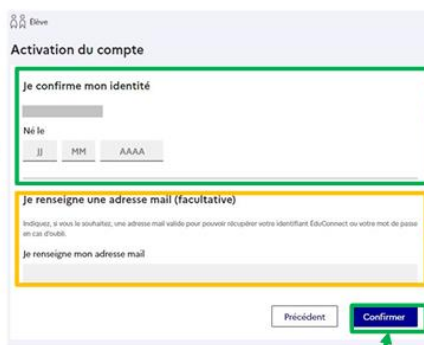 Élève
Activation du compte
Je confirme mon identité
Né le
JJ MM AAAA
Je renseigne une adresse mail (facultative)
Indiquez, si vous le souhaitez, une adresse mail valide pour pouvoir récupérer votre identifiant ÉduConnect ou votre mot de passe
en cas d'oubli.
Je renseigne mon adresse mail
Précédent Confirmer